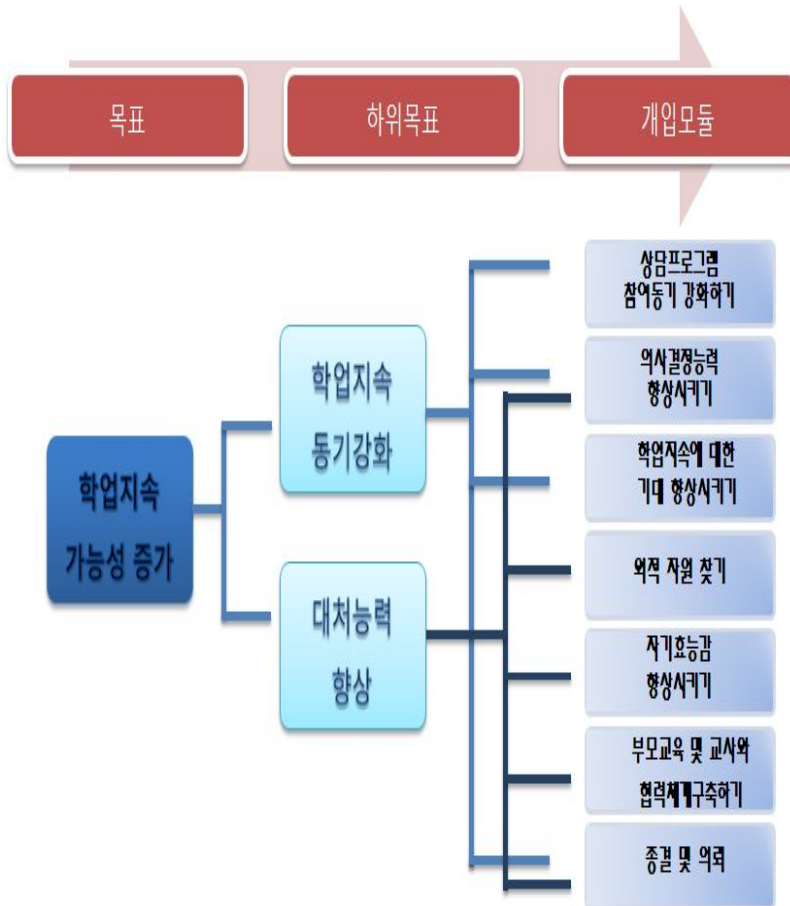 목표
하위목표
개입모듈
학업지속
가능성 증가
학업지속
동기강화
대처능력
향상
상담프로그램
참여동기 강화하기
의사결정능력
향상시키기
학업지속에 대한
기대 향상시키기
외적 자원 찾기
자기효능감
향상시키기
부모교육 및 교사와
협력체계구축하기
종결 및 의뢰